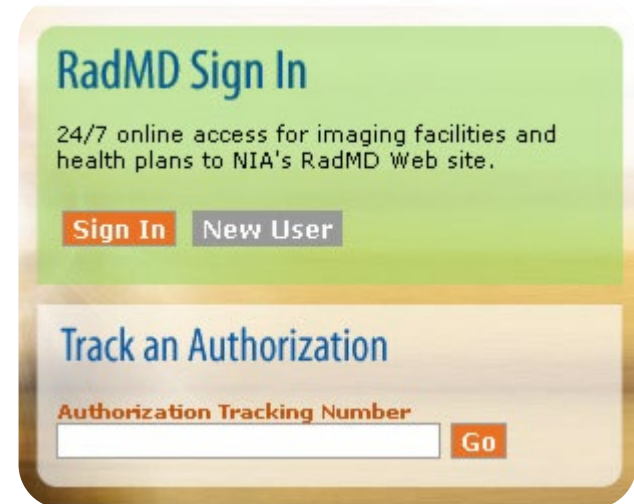 RadMD Sign In
24/7 online access for imaging facilities and
health plans to NIA's RadMD Web site.
Sign In New User
Track an Authorization
Authorization Tracking Number
Go